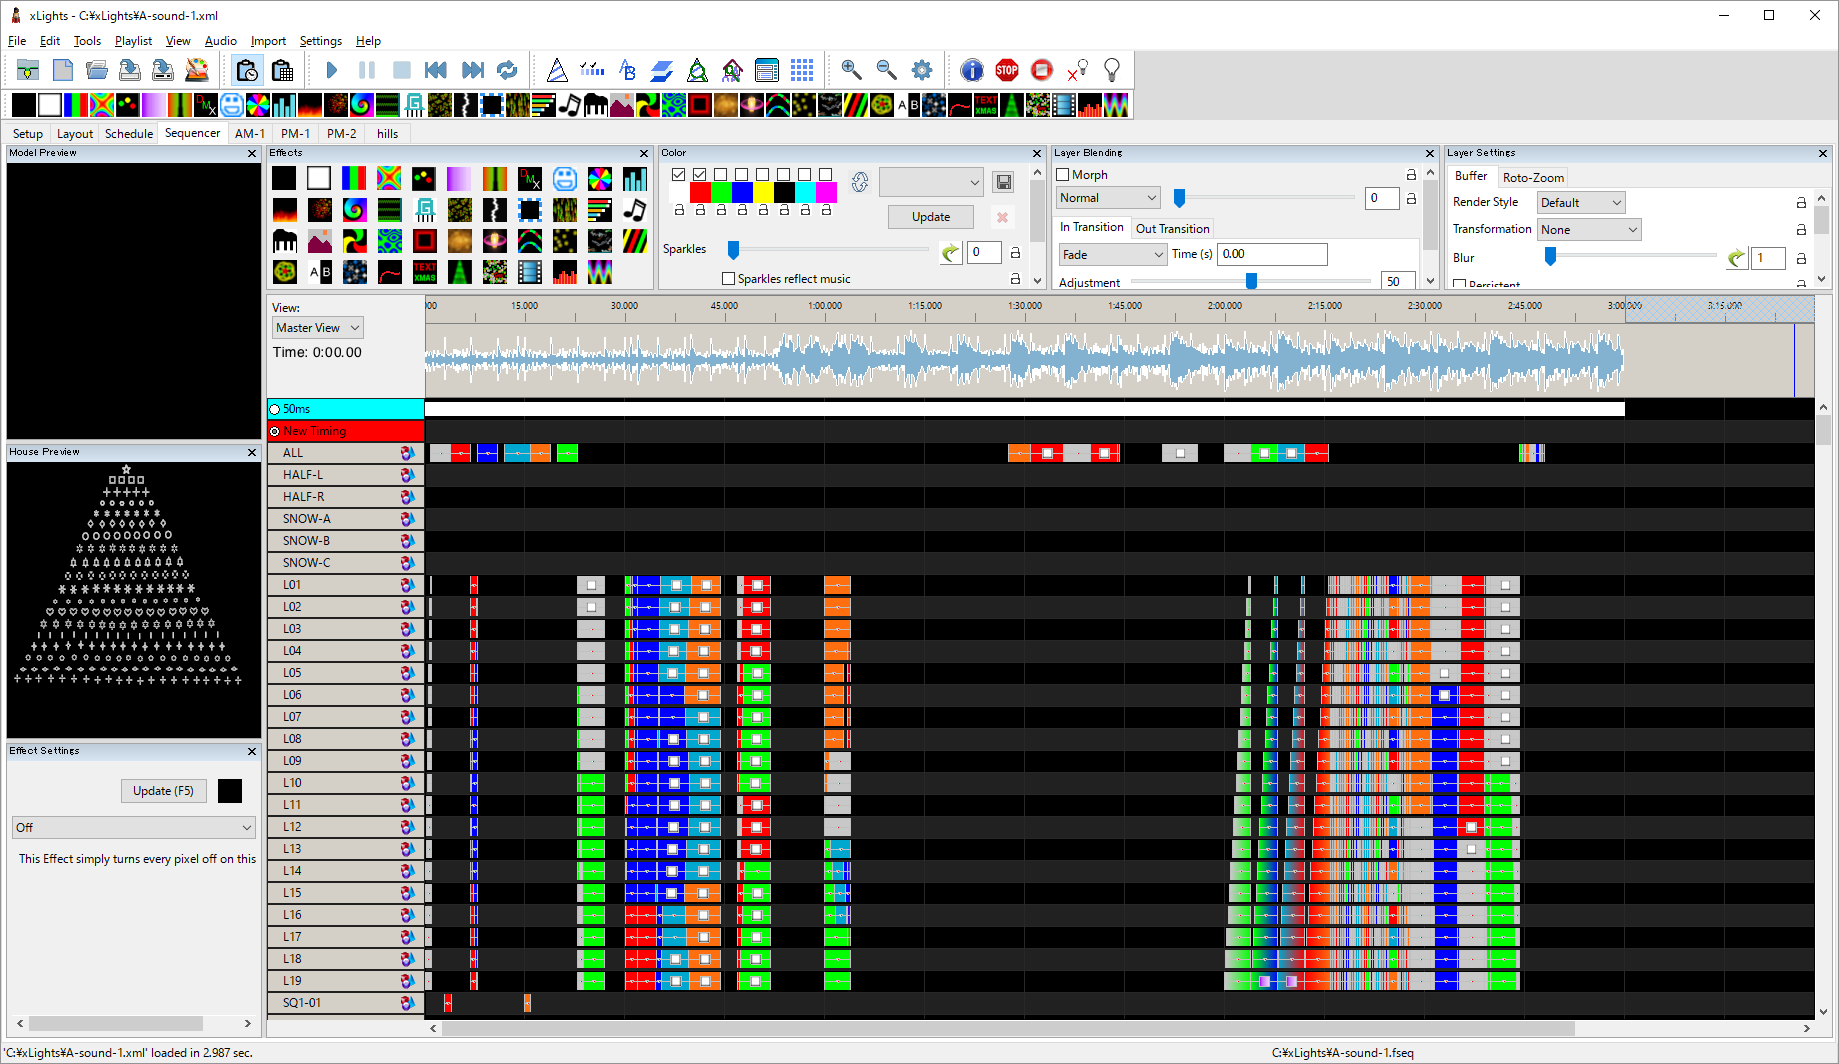 xLights - C:¥xLights¥A-sound-1.xml
File Edit Tools Playlist View Audio Import Settings Help
Setup Layout Schedule Sequencer AM-1 PM-1 PM-2 hills
Model Preview
Effects
Color
Layer Blending
Layer Settings
Update
Sparkles 0
Sparkles reflect music
Morph
Normal 0
In Transition Out Transition
Fade Time (s) 0.00
Adjustment 50
Buffer Roto-Zoom
Render Style Default
Transformation None
Blur 1
Persistent
View:
Master View
Time: 0:00.00
15.000 30.000 45.000 1:00.000 1:15.000 1:30.000 1:45.000 2:00.000 2:15.000 2:30.000 2:45.000 3:00.000 3:15.000
50ms
New Timing
ALL
HALF-L
HALF-R
SNOW-A
SNOW-B
SNOW-C
L01
L02
L03
L04
L05
L06
L07
L08
L09
L10
L11
L12
L13
L14
L15
L16
L17
L18
L19
SQ1-01
House Preview
Effect Settings
Update (F5)
Off
This Effect simply turns every pixel off on this
'C:¥xLights¥A-sound-1.xml' loaded in 2.987 sec.
C:¥xLights¥A-sound-1.fseq